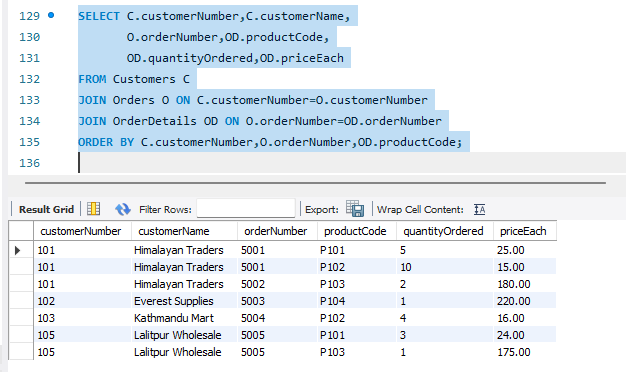 129 SELECT C.customerNumber,C.customerName,
130 O.orderNumber,OD.productCode,
131 OD.quantityOrdered,OD.priceEach
132 FROM Customers C
133 JOIN Orders O ON C.customerNumber=O.customerNumber
134 JOIN OrderDetails OD ON O.orderNumber=OD.orderNumber
135 ORDER BY C.customerNumber,O.orderNumber,OD.productCode;
136
Result Grid Filter Rows: Export: Wrap Cell Content:
customerNumber customerName orderNumber productCode quantityOrdered priceEach
101 Himalayan Traders 5001 P101 5 25.00
101 Himalayan Traders 5001 P102 10 15.00
101 Himalayan Traders 5002 P103 2 180.00
102 Everest Supplies 5003 P104 1 220.00
103 Kathmandu Mart 5004 P102 4 16.00
105 Lalitpur Wholesale 5005 P101 3 24.00
105 Lalitpur Wholesale 5005 P103 1 175.00